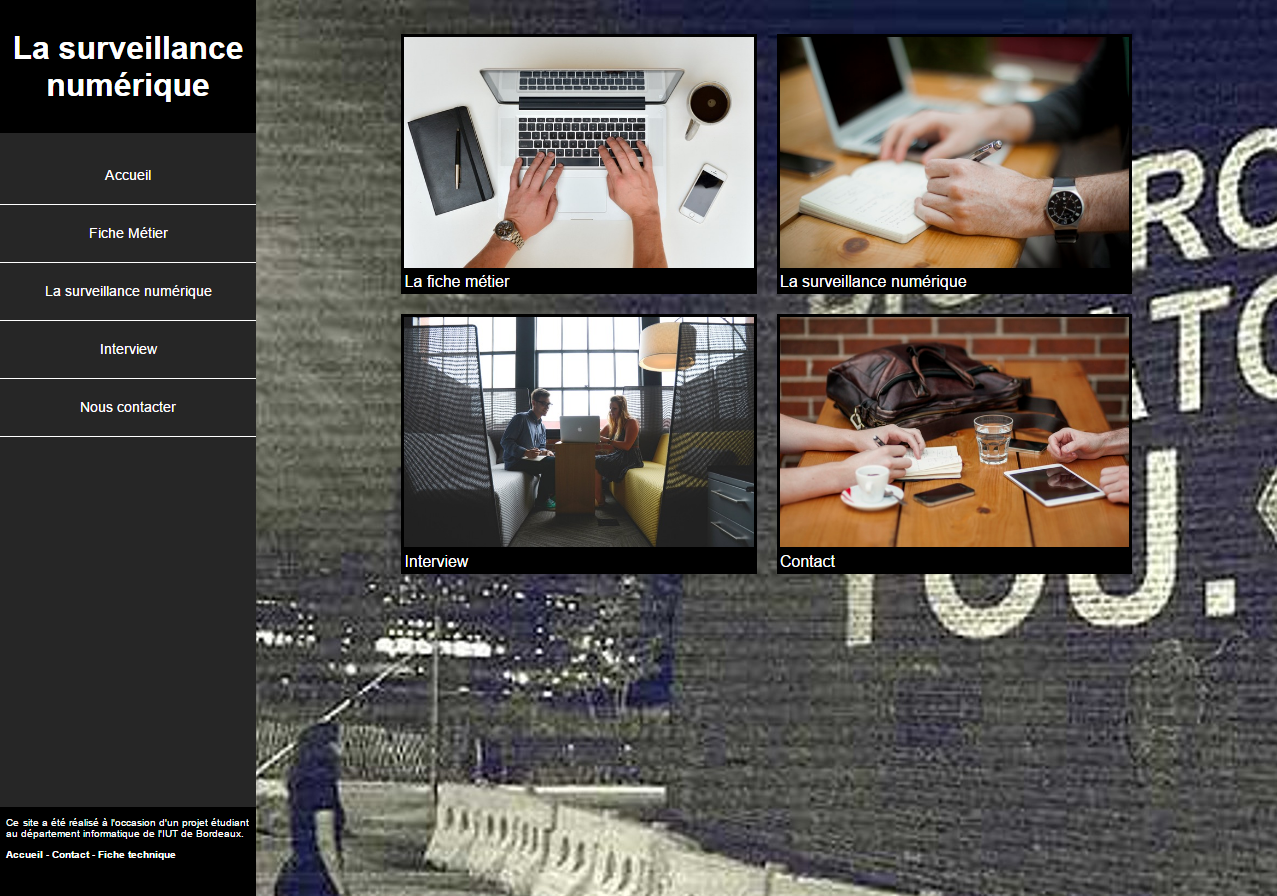 La surveillance
numérique
Accueil
Fiche Métier
La surveillance numérique
Interview
Nous contacter
Ce site a été réalisé à l'occasion d'un projet étudiant
au département informatique de l'IUT de Bordeaux.
Accueil - Contact - Fiche technique
La fiche métier
La surveillance numérique
Interview
Contact
YOU.